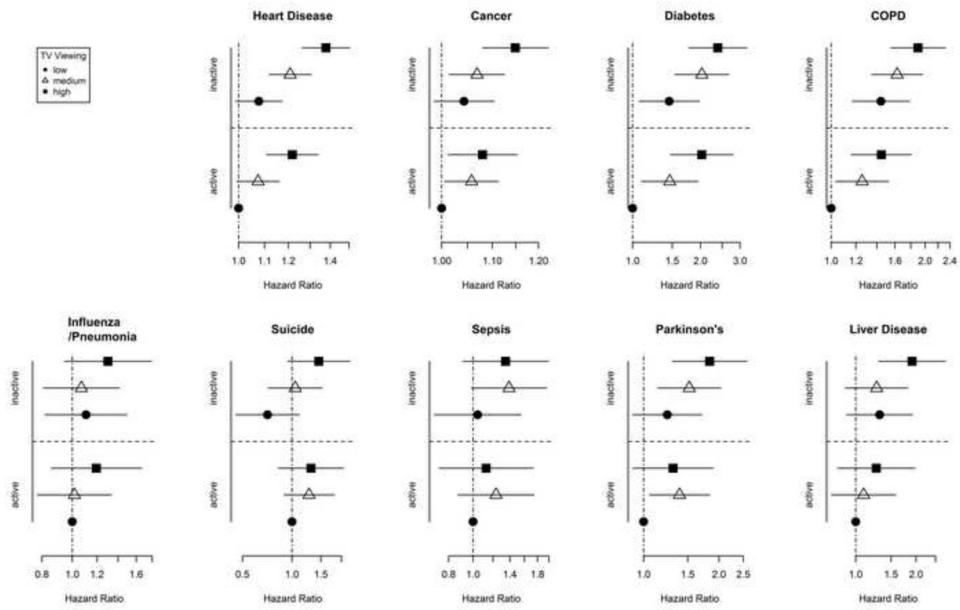 Heart Disease
Cancer
Diabetes
COPD
TV Viewing
low
medium
high
inactive
active
inactive
active
inactive
active
inactive
active
1.0 1.1 1.2 1.4
1.00 1.10 1.20
1.0 1.5 2.0 3.0
1.0 1.2 1.6 2.0 2.4
Hazard Ratio
Hazard Ratio
Hazard Ratio
Hazard Ratio
Influenza
/Pneumonia
Suicide
Sepsis
Parkinson's
Liver Disease
inactive
active
inactive
active
inactive
active
inactive
active
inactive
active
0.8 1.0 1.2 1.6
0.5 1.0 1.5
0.8 1.0 1.4 1.8
1.0 1.5 2.0 2.5
1.0 2.0
Hazard Ratio
Hazard Ratio
Hazard Ratio
Hazard Ratio
Hazard Ratio